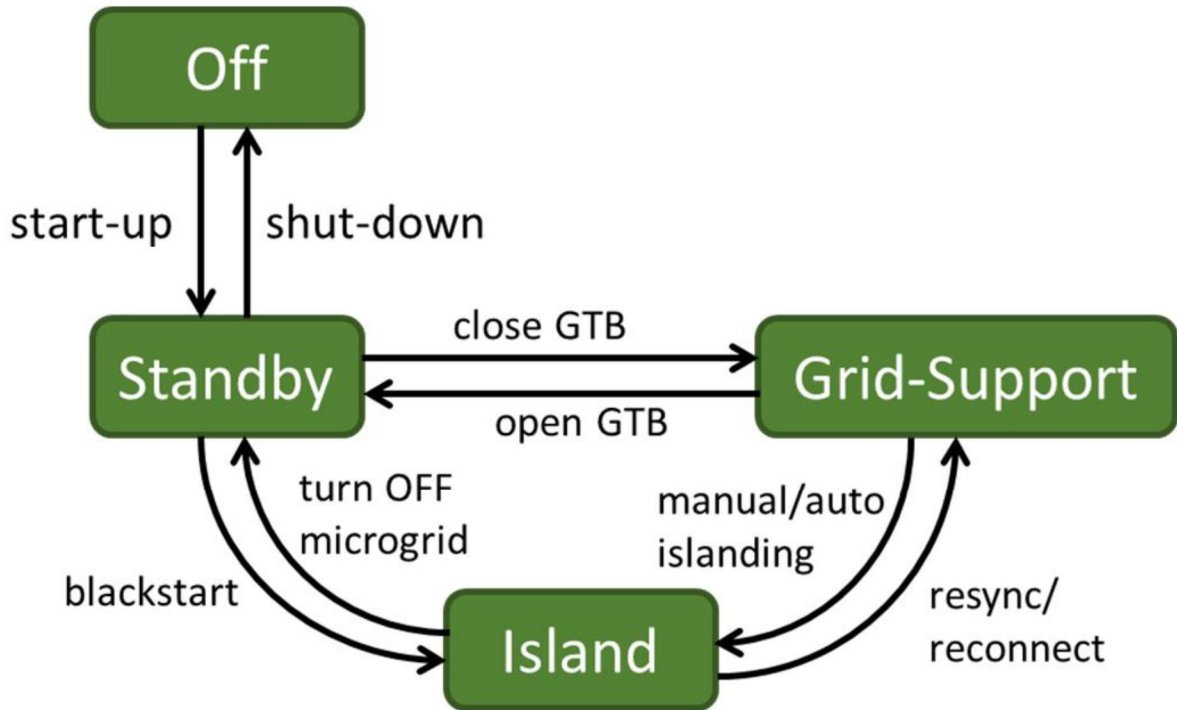 Off
start-up
shut-down
close GTB
Standby
Grid-Support
open GTB
turn OFF
microgrid
manual/auto
islanding
blackstart
Island
resync/
reconnect